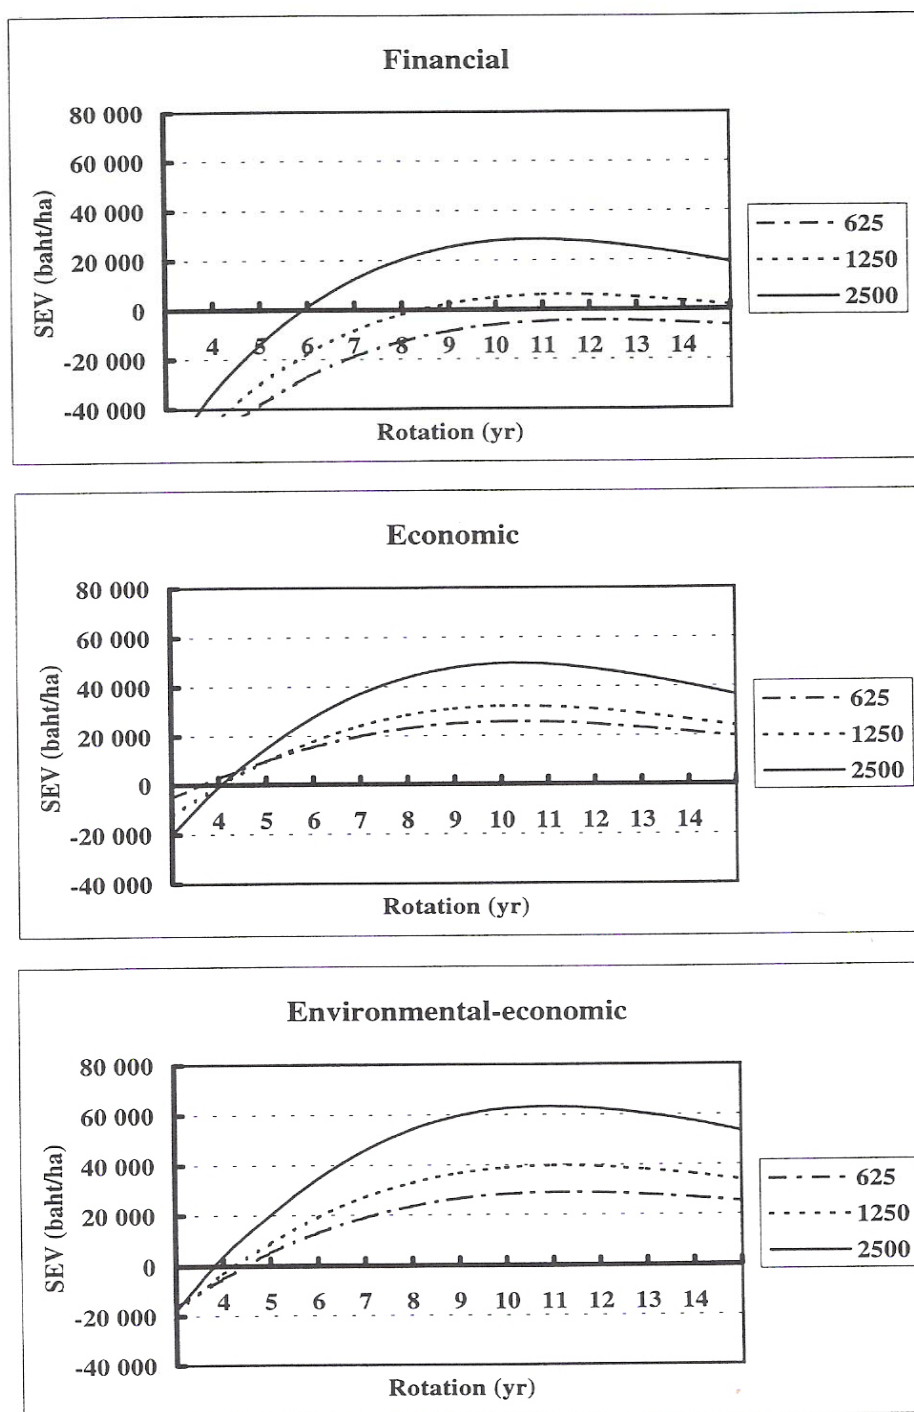 Financial
80 000
60 000
40 000
20 000
0
-20 000
-40 000
SEV (baht/ha)
4 5 6 7 8 9 10 11 12 13 14
Rotation (yr)
625
1250
2500
Economic
80 000
60 000
40 000
20 000
0
-20 000
-40 000
SEV (baht/ha)
4 5 6 7 8 9 10 11 12 13 14
Rotation (yr)
625
1250
2500
Environmental-economic
80 000
60 000
40 000
20 000
0
-20 000
-40 000
SEV (baht/ha)
4 5 6 7 8 9 10 11 12 13 14
Rotation (yr)
625
1250
2500